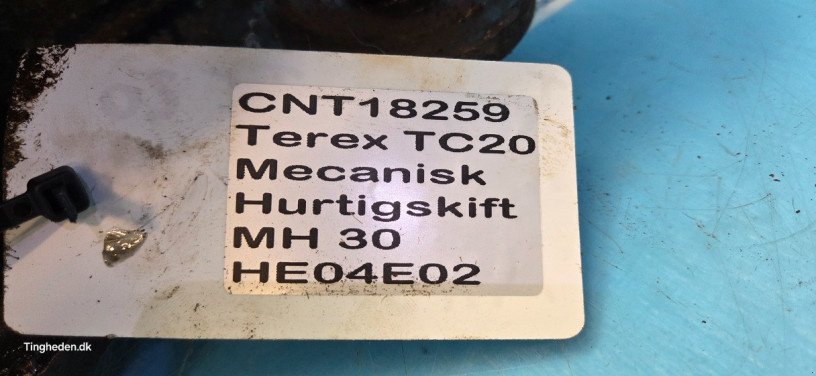 CNT18259
Terex TC20
Mecanisk
Hurtigskift
MH 30
HE04E02
Tingheden.dk